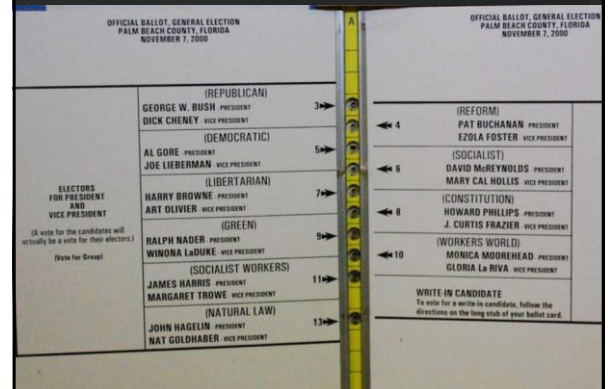 OFFICIAL BALLOT, GENERAL ELECTION
PALM BEACH COUNTY, FLORIDA
NOVEMBER 7, 2000
ELECTORS
FOR PRESIDENT
AND
VICE PRESIDENT
(A vote for the candidates will
actually be a vote for their electors.)
(Vote for Group)
(REPUBLICAN)
GEORGE W. BUSH - PRESIDENT
DICK CHENEY - VICE PRESIDENT
3
(DEMOCRATIC)
AL GORE - PRESIDENT
JOE LIEBERMAN - VICE PRESIDENT
5
(LIBERTARIAN)
HARRY BROWNE - PRESIDENT
ART OLIVIER - VICE PRESIDENT
7
(GREEN)
RALPH NADER - PRESIDENT
WINONA LaDUKE - VICE PRESIDENT
9
(SOCIALIST WORKERS)
JAMES HARRIS - PRESIDENT
MARGARET TROWE - VICE PRESIDENT
11
(NATURAL LAW)
JOHN HAGELIN - PRESIDENT
NAT GOLDHABER - VICE PRESIDENT
13
A
OFFICIAL BALLOT, GENERAL ELECTION
PALM BEACH COUNTY, FLORIDA
NOVEMBER 7, 2000
(REFORM)
4
PAT BUCHANAN - PRESIDENT
EZOLA FOSTER - VICE PRESIDENT
(SOCIALIST)
6
DAVID McREYNOLDS - PRESIDENT
MARY CAL HOLLIS - VICE PRESIDENT
(CONSTITUTION)
8
HOWARD PHILLIPS - PRESIDENT
J. CURTIS FRAZIER - VICE PRESIDENT
(WORKERS WORLD)
10
MONICA MOOREHEAD - PRESIDENT
GLORIA La RIVA - VICE PRESIDENT
WRITE-IN CANDIDATE
To vote for a write-in candidate, follow the
directions on the long stub of your ballot card.